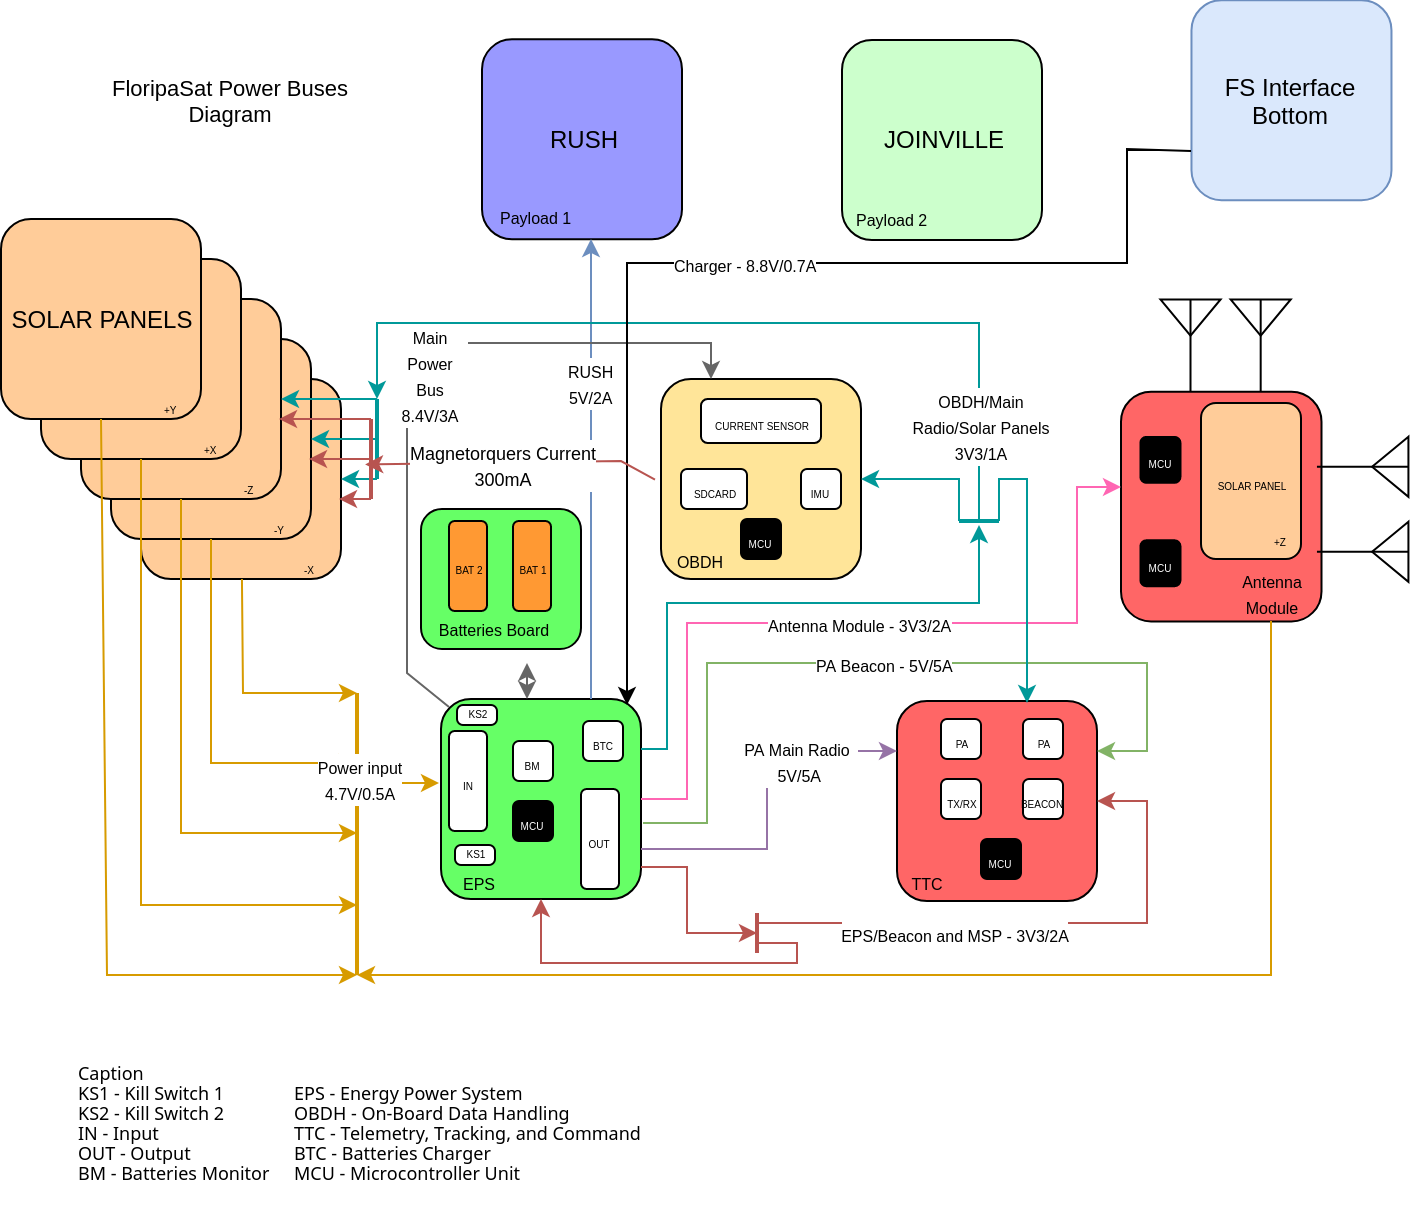 FloripaSat Power Buses
Diagram
RUSH
Payload 1
JOINVILLE
Payload 2
FS Interface
Bottom
Charger - 8.8V/0.7A
SOLAR PANELS
+Y
+X
-Z
-Y
-X
Main
Power
Bus
8.4V/3A
RUSH
5V/2A
Magnetorquers Current
300mA
CURRENT SENSOR
SDCARD
IMU
MCU
OBDH
OBDH/Main
Radio/Solar Panels
3V3/1A
MCU
MCU
SOLAR PANEL
+Z
Antenna
Module
BAT 2
BAT 1
Batteries Board
Antenna Module - 3V3/2A
PA Beacon - 5V/5A
Power input
4.7V/0.5A
KS2
IN
BM
BTC
MCU
OUT
KS1
EPS
PA Main Radio
5V/5A
PA
PA
TX/RX
BEACON
MCU
TTC
EPS/Beacon and MSP - 3V3/2A
Caption
KS1 - Kill Switch 1
KS2 - Kill Switch 2
IN - Input
OUT - Output
BM - Batteries Monitor
EPS - Energy Power System
OBDH - On-Board Data Handling
TTC - Telemetry, Tracking, and Command
BTC - Batteries Charger
MCU - Microcontroller Unit